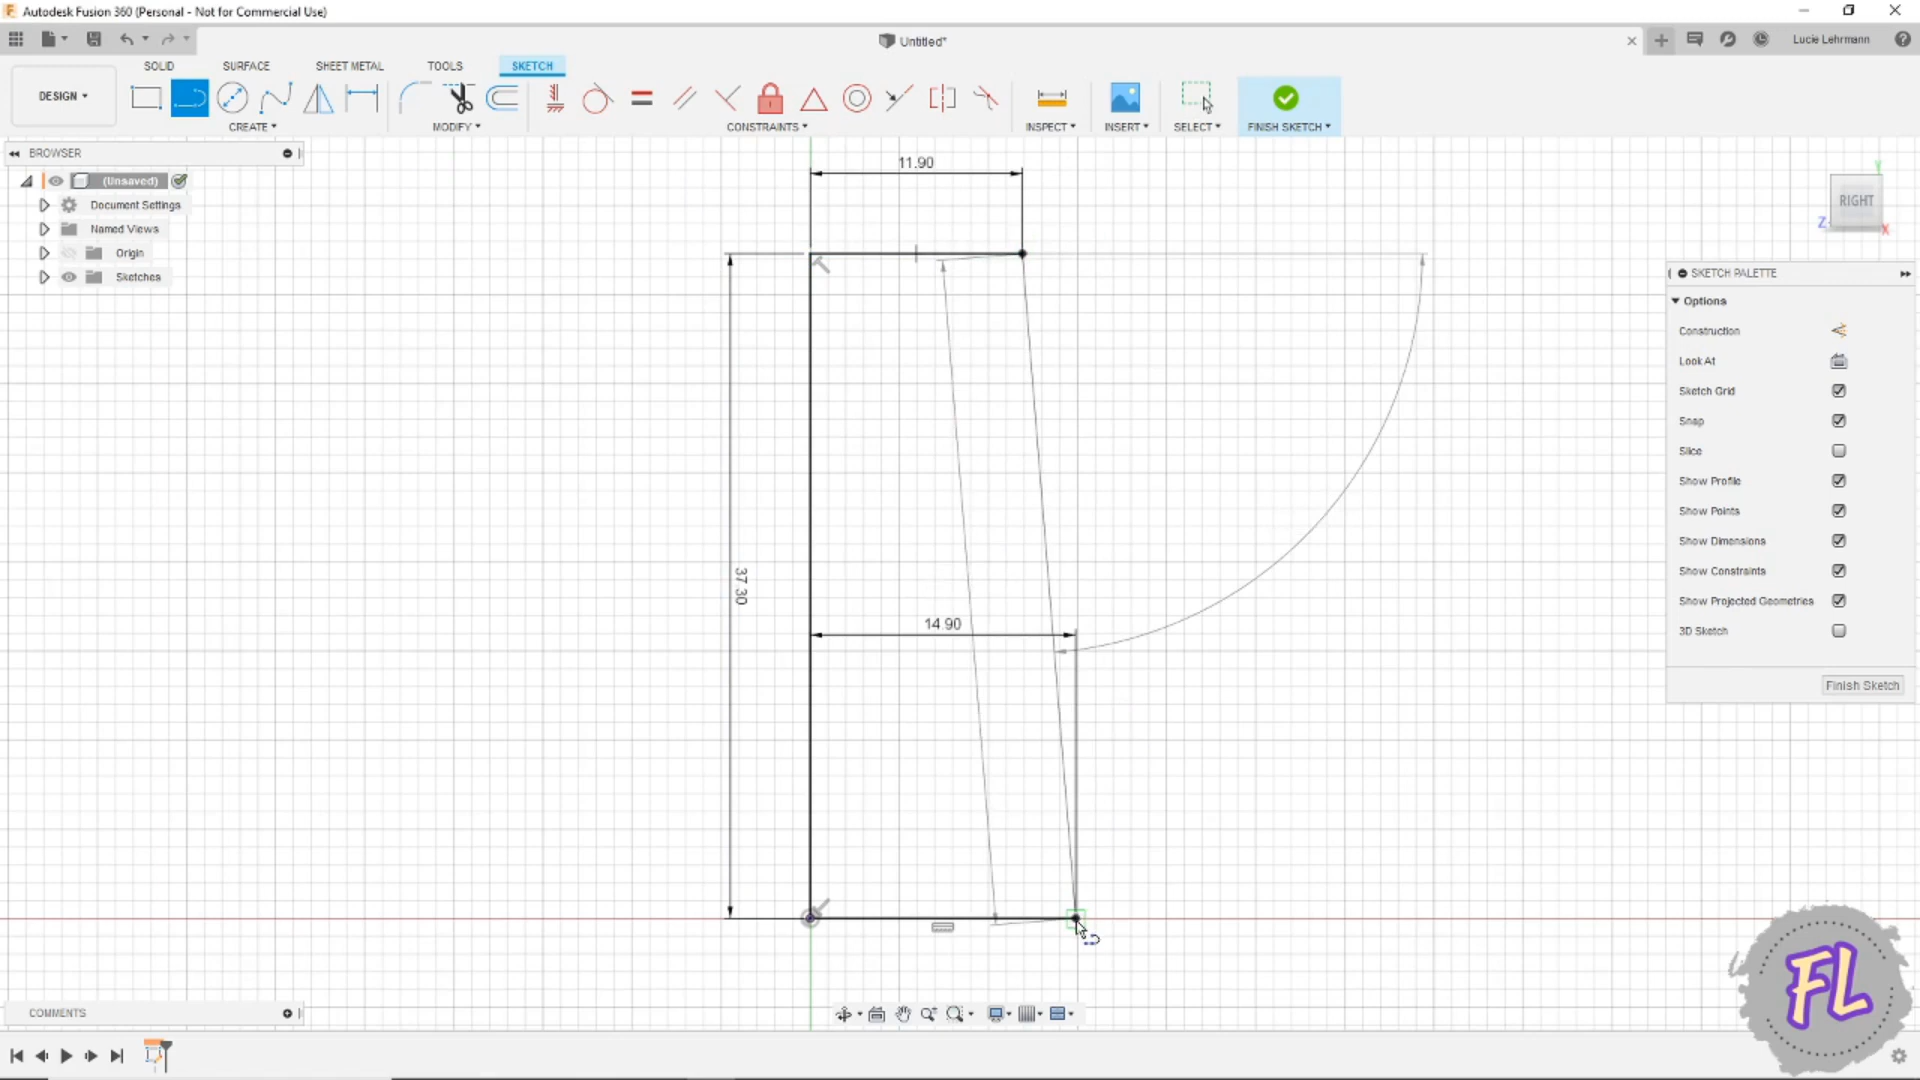 Autodesk Fusion 360 (Personal - Not for Commercial Use)
Untitled*
Lucie Lehrmann
DESIGN
SOLID
SURFACE
SHEET METAL
TOOLS
SKETCH
CREATE
MODIFY
CONSTRAINTS
INSPECT
INSERT
SELECT
FINISH SKETCH
BROWSER
(Unsaved)
Document Settings
Named Views
Origin
Sketches
11.90
37.30
14.90
RIGHT
Y
Z
X
SKETCH PALETTE
Options
Construction
Look At
Sketch Grid
Snap
Slice
Show Profile
Show Points
Show Dimensions
Show Constraints
Show Projected Geometries
3D Sketch
Finish Sketch
COMMENTS
FL